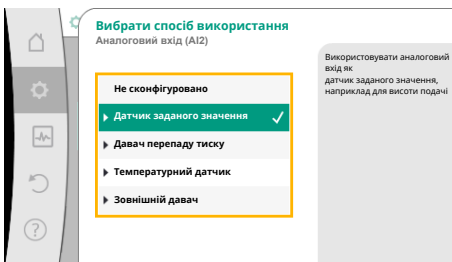 Вибрати спосіб використання
Аналоговий вхід (AI2)
Не сконфігуровано
Датчик заданого значення
Давач перепаду тиску
Температурний датчик
Зовнішній давач
Використовувати аналоговий
вхід як
датчик заданого значення,
наприклад для висоти подачі